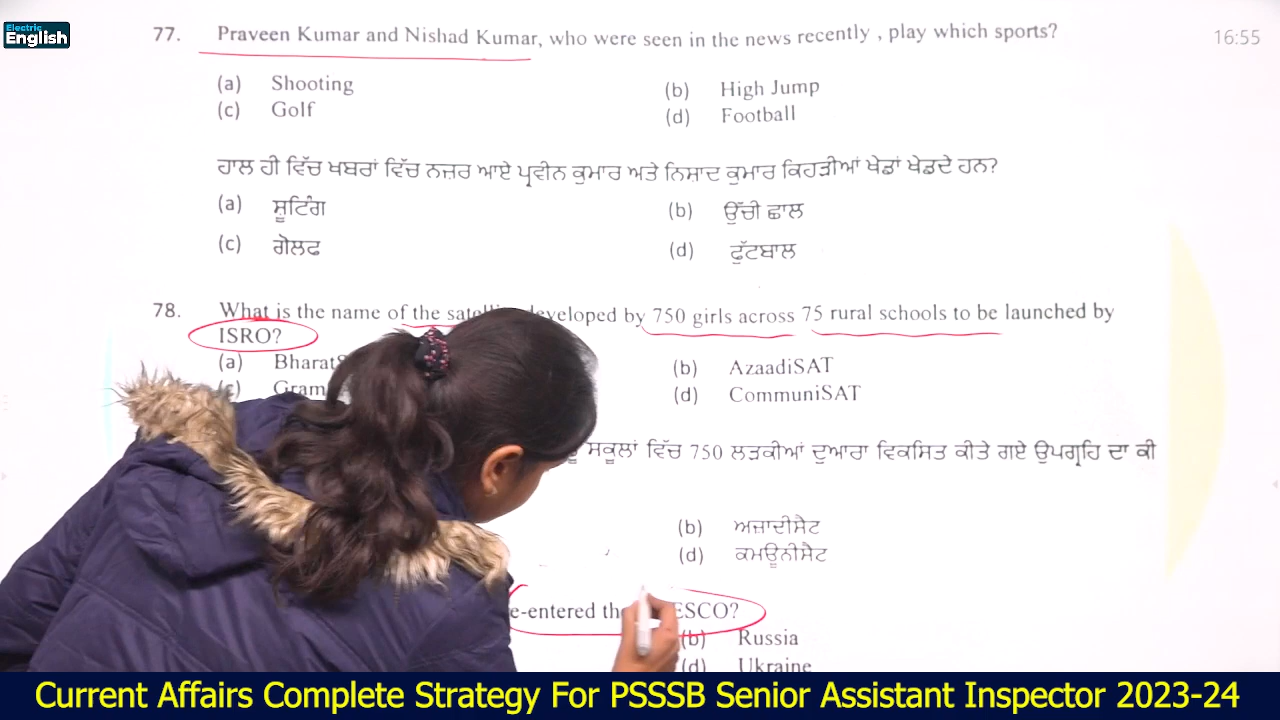 Electric
English
16:55
77. Praveen Kumar and Nishad Kumar, who were seen in the news recently , play which sports?
(a) Shooting (b) High Jump
(c) Golf (d) Football
ਹਾਲ ਹੀ ਵਿੱਚ ਖਬਰਾਂ ਵਿੱਚ ਨਜ਼ਰ ਆਏ ਪ੍ਰਵੀਨ ਕੁਮਾਰ ਅਤੇ ਨਿਸ਼ਾਦ ਕੁਮਾਰ ਕਿਹੜੀਆਂ ਖੇਡਾਂ ਖੇਡਦੇ ਹਨ?
(a) ਸ਼ੂਟਿੰਗ (b) ਉੱਚੀ ਛਾਲ
(c) ਗੋਲਫ (d) ਫੁੱਟਬਾਲ
78. What is the name of the developed by 750 girls across 75 rural schools to be launched by
ISRO?
(a) (b) AzaadiSAT
(c) (d) CommuniSAT
ਸਕੂਲਾਂ ਵਿੱਚ 750 ਲੜਕੀਆਂ ਦੁਆਰਾ ਵਿਕਸਿਤ ਕੀਤੇ ਗਏ ਉਪਗ੍ਰਹਿ ਦਾ ਕੀ
(b) ਅਜ਼ਾਦੀਸੈਟ
(d) ਕਮਊਨੀਸੈਟ
e-entered ESCO?
(b) Russia
(d) Ukraine
Current Affairs Complete Strategy For PSSSB Senior Assistant Inspector 2023-24